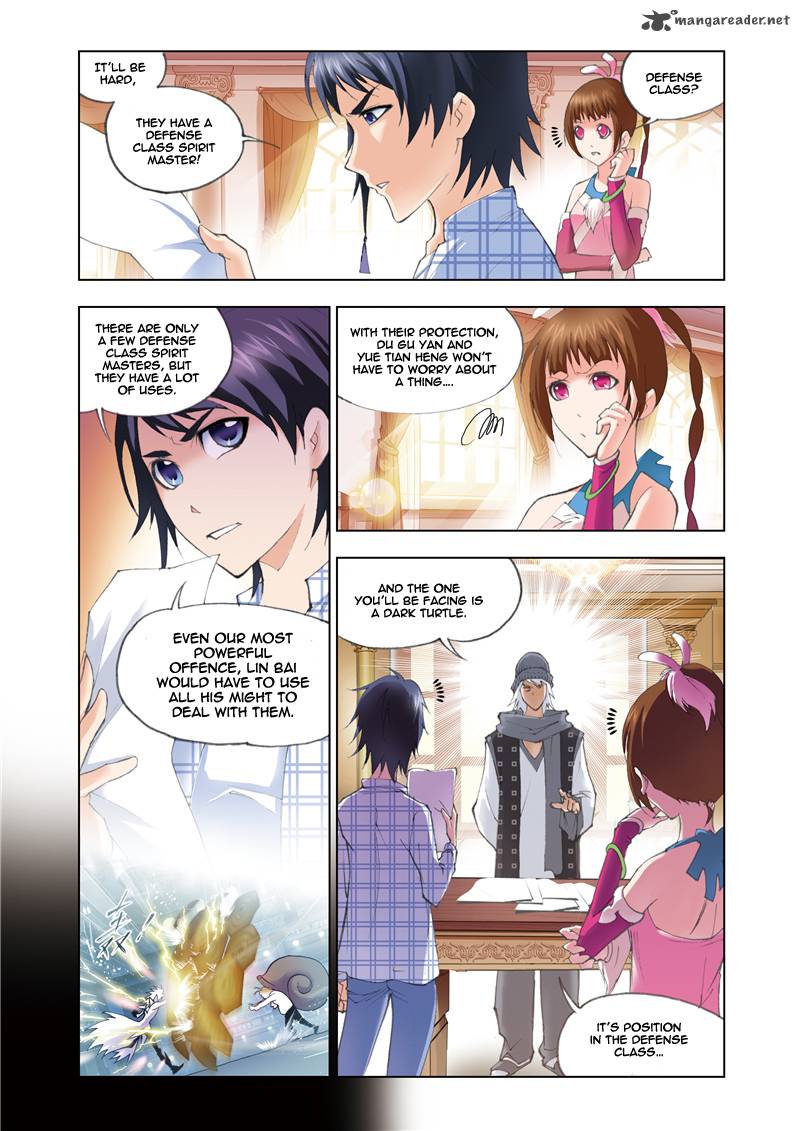 mangareader.net
IT'LL BE
HARD,
THEY HAVE A
DEFENSE
CLASS SPIRIT
MASTER!
DEFENSE
CLASS?
THERE ARE ONLY
A FEW DEFENSE
CLASS SPIRIT
MASTERS, BUT
THEY HAVE A LOT
OF USES.
EVEN OUR MOST
POWERFUL
OFFENCE, LIN BAI
WOULD HAVE TO USE
ALL HIS MIGHT TO
DEAL WITH THEM.
WITH THEIR PROTECTION,
DU GU YAN AND
YUE TIAN HENG WON'T
HAVE TO WORRY ABOUT
A THING....
AND THE ONE
YOU'LL BE FACING IS
A DARK TURTLE.
IT'S POSITION
IN THE DEFENSE
CLASS...